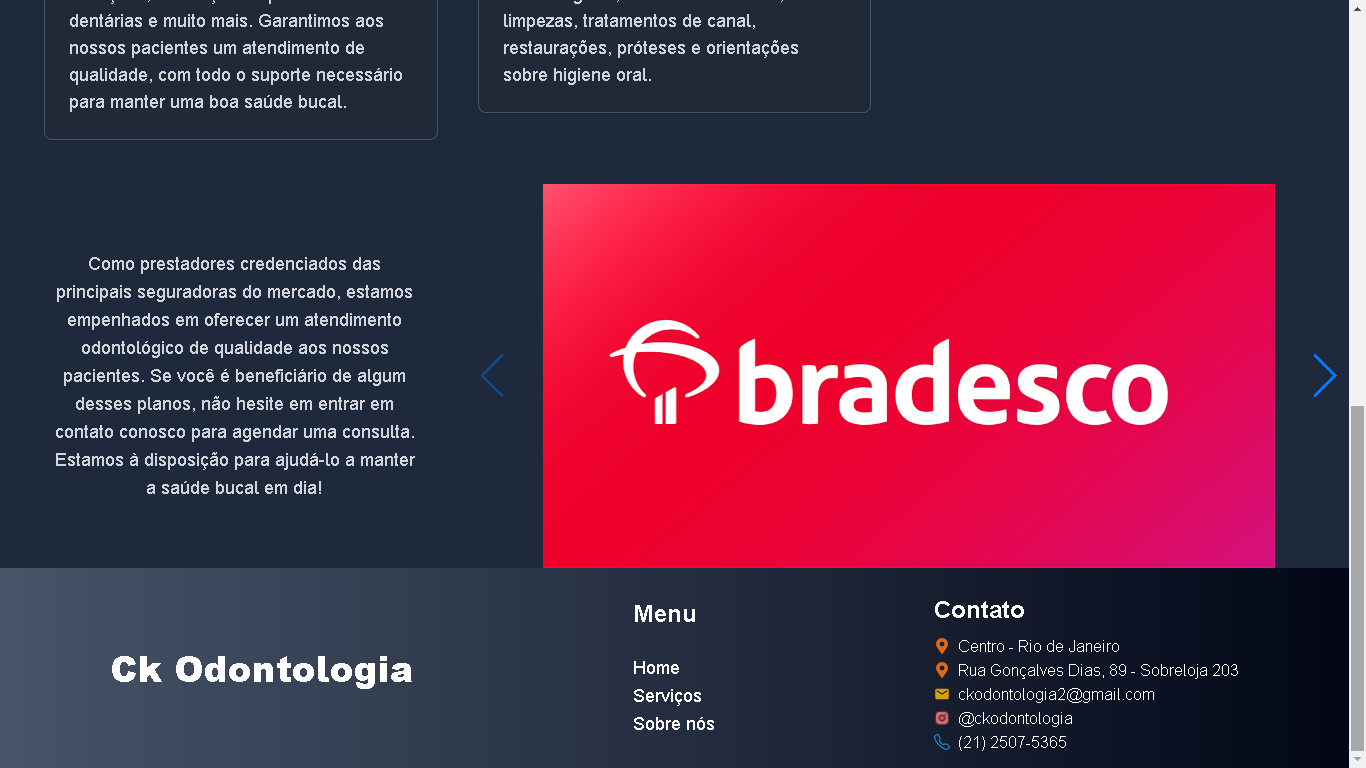 dentárias e muito mais. Garantimos aos
nossos pacientes um atendimento de
qualidade, com todo o suporte necessário
para manter uma boa saúde bucal.
limpezas, tratamentos de canal,
restaurações, próteses e orientações
sobre higiene oral.
Como prestadores credenciados das
principais seguradoras do mercado, estamos
empenhados em oferecer um atendimento
odontológico de qualidade aos nossos
pacientes. Se você é beneficiário de algum
desses planos, não hesite em entrar em
contato conosco para agendar uma consulta.
Estamos à disposição para ajudá-lo a manter
a saúde bucal em dia!
bradesco
Ck Odontologia
Menu
Home
Serviços
Sobre nós
Contato
Centro - Rio de Janeiro
Rua Gonçalves Dias, 89 - Sobreloja 203
ckodontologia2@gmail.com
@ckodontologia
(21) 2507-5365